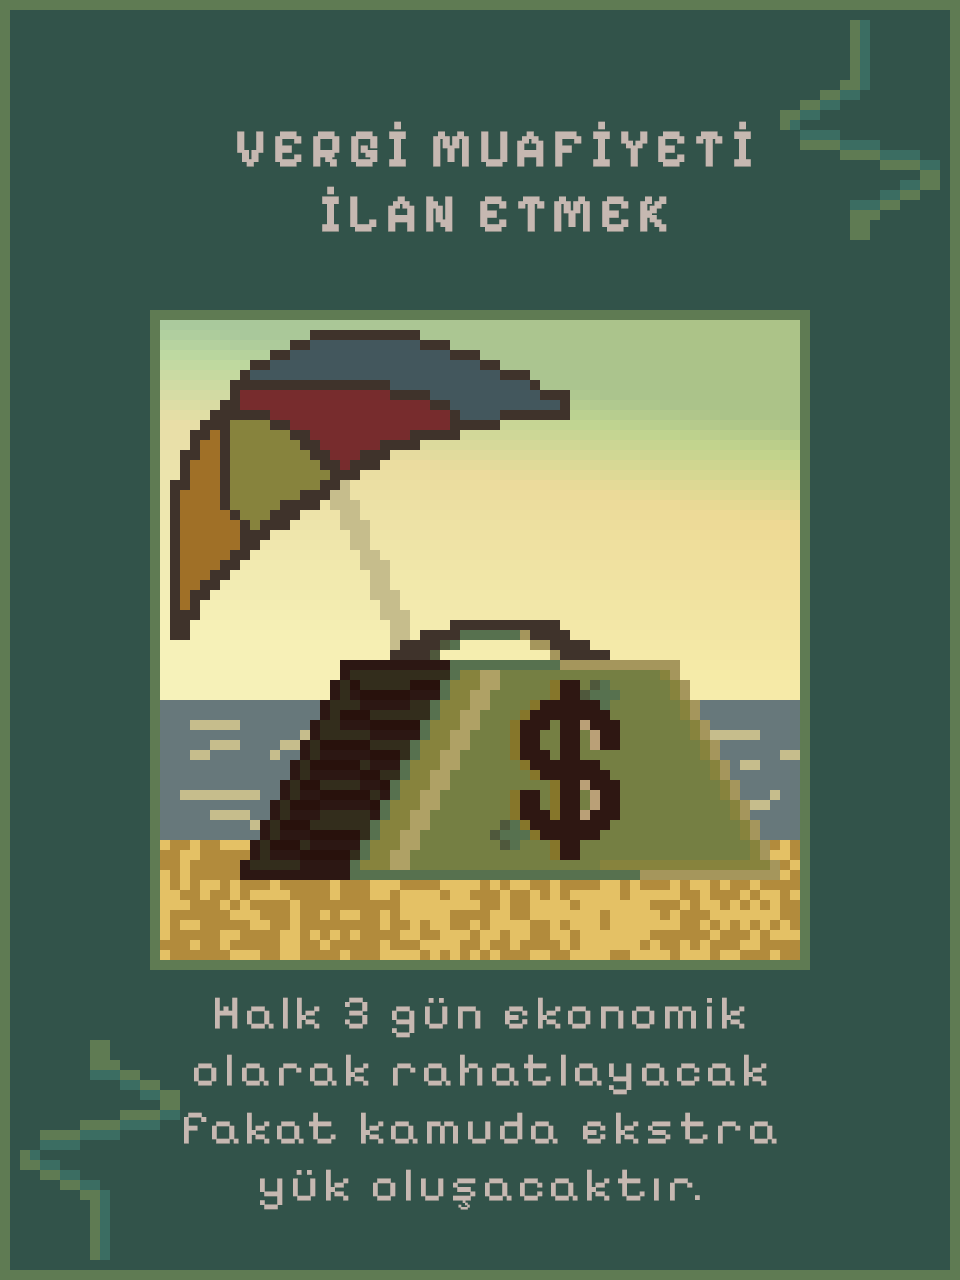 VERGİ MUAFİYETİ
İLAN ETMEK
$
Halk 3 gün ekonomik
olarak rahatlayacak
fakat kamuda ekstra
yük oluşacaktır.